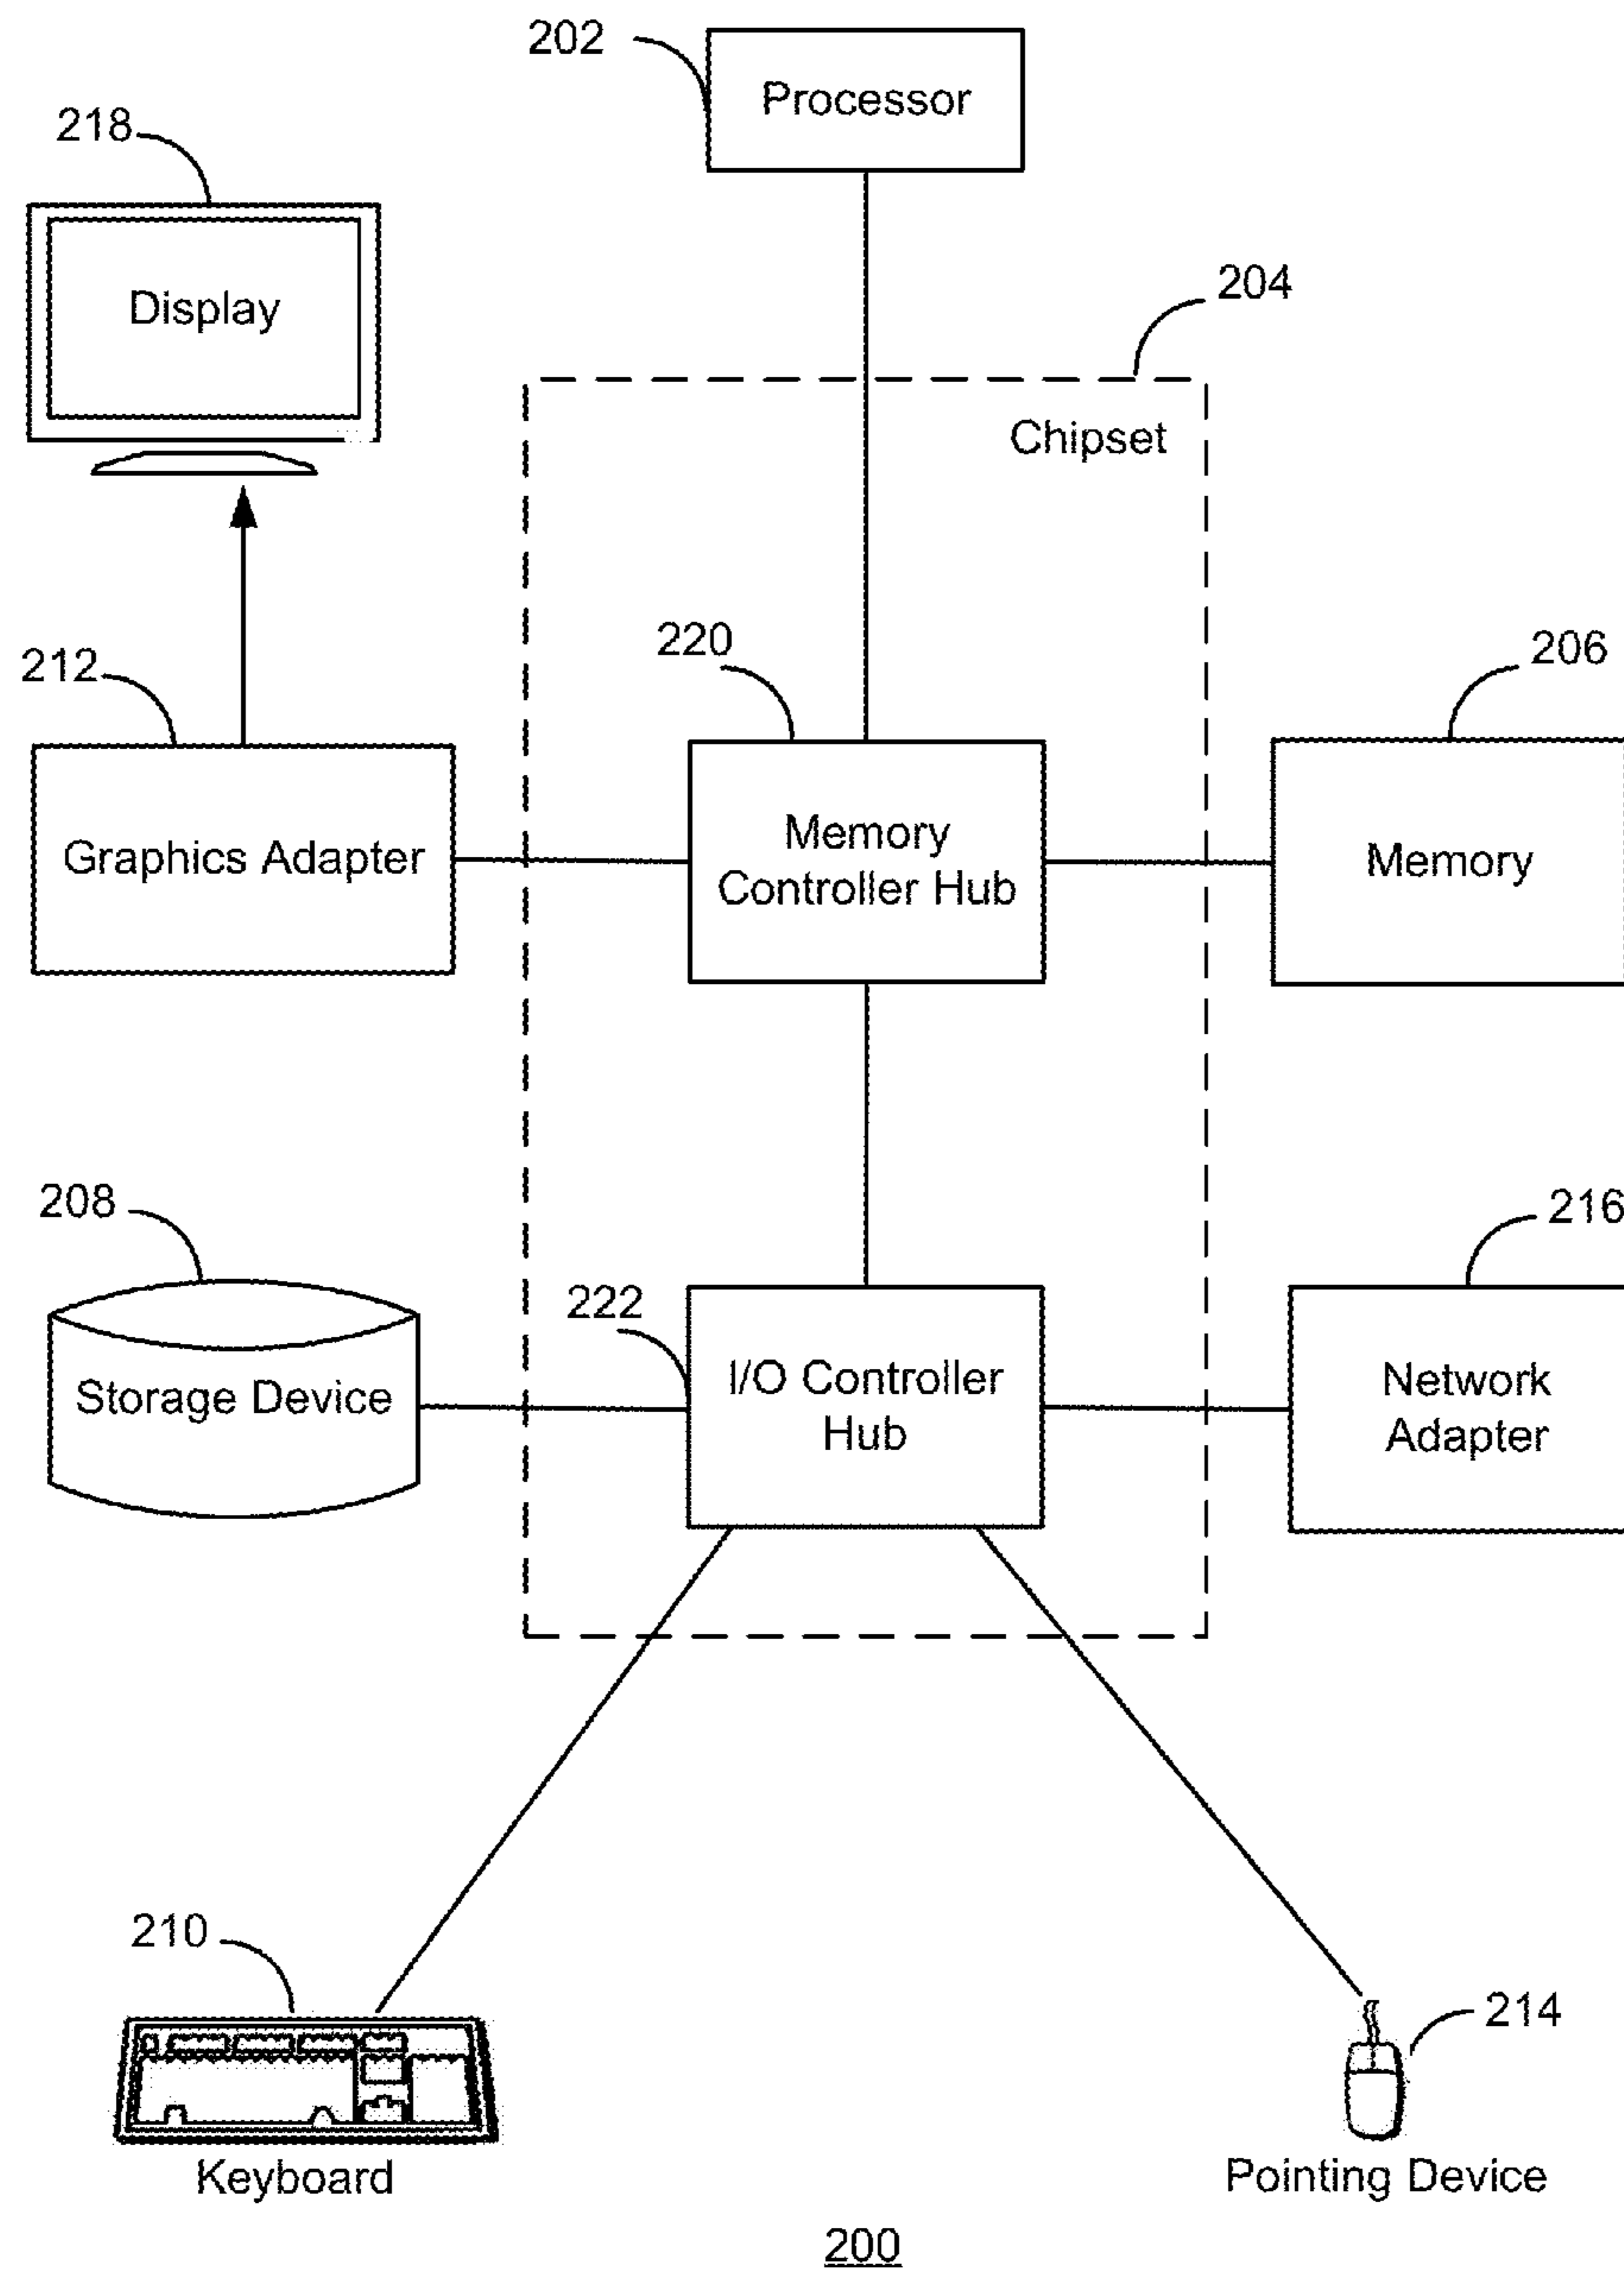 202
Processor
218
Display
204
Chipset
220
206
212
Graphics Adapter
Memory
Controller Hub
Memory
208
216
222
Storage Device
I/O Controller
Hub
Network
Adapter
210
214
Keyboard
Pointing Device
200